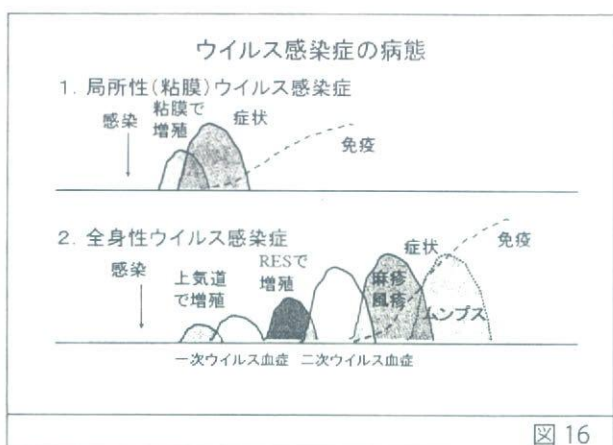 ウイルス感染症の病態
1. 局所性(粘膜)ウイルス感染症
感染
粘膜で
増殖
症状
免疫
2. 全身性ウイルス感染症
感染
上気道
で増殖
RESで
増殖
麻疹
風疹
症状
ムンプス
免疫
一次ウイルス血症 二次ウイルス血症
図16